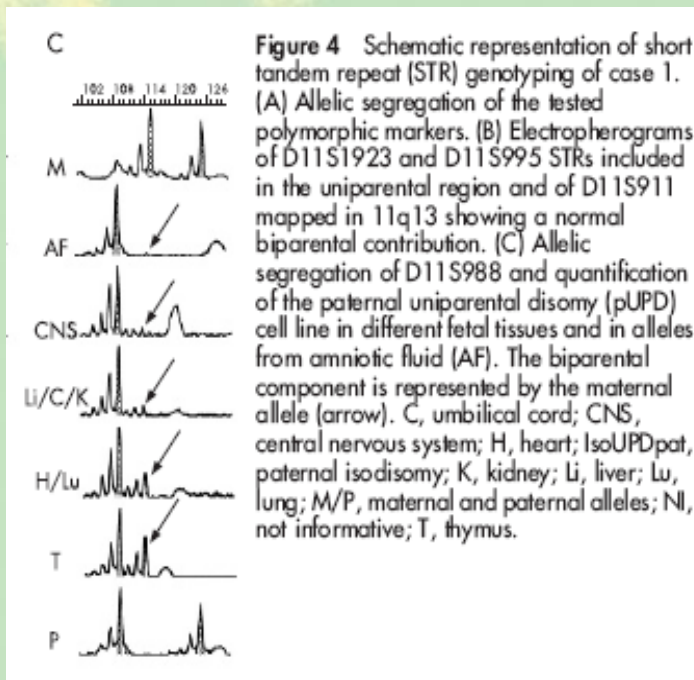 C
102 108 114 120 126
M
AF
CNS
Li/C/K
H/Lu
T
P
Figure 4 Schematic representation of short
tandem repeat (STR) genotyping of case 1.
(A) Allelic segregation of the tested
polymorphic markers. (B) Electropherograms
of D11S1923 and D11S995 STRs included
in the uniparental region and of D11S911
mapped in 11q13 showing a normal
biparental contribution. (C) Allelic
segregation of D11S988 and quantification
of the paternal uniparental disomy (pUPD)
cell line in different fetal tissues and in alleles
from amniotic fluid (AF). The biparental
component is represented by the maternal
allele (arrow). C, umbilical cord; CNS,
central nervous system; H, heart; IsoUPDpat,
paternal isodisomy; K, kidney; Li, liver; Lu,
lung; M/P, maternal and paternal alleles; NI,
not informative; T, thymus.